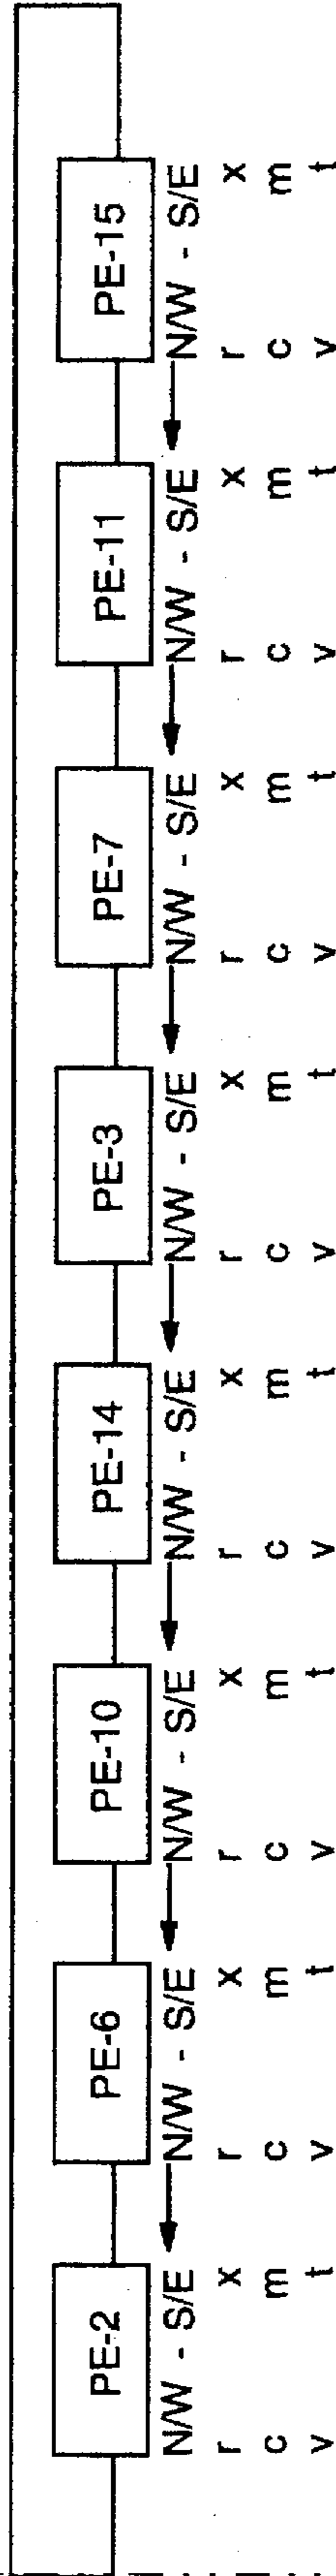 PE-2 PE-6 PE-10 PE-14 PE-3 PE-7 PE-11 PE-15
N/W - S/E N/W - S/E N/W - S/E N/W - S/E N/W - S/E N/W - S/E N/W - S/E N/W - S/E
r x r x r x r x r x r x r x r x
c m c m c m c m c m c m c m c m
v t v t v t v t v t v t v t v t